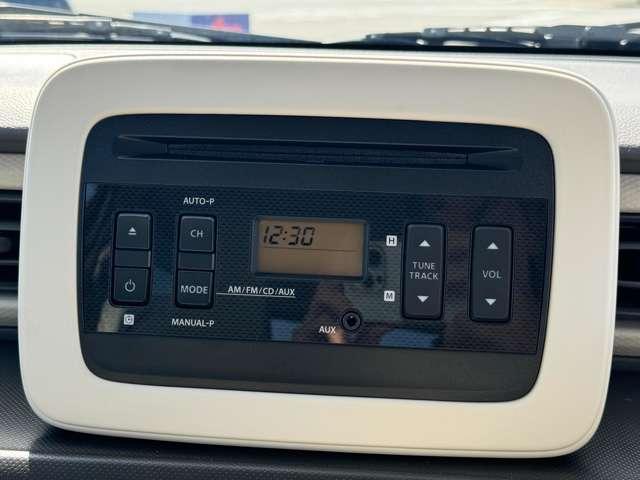 AUTO-P
CH
12:30
H
TUNE
TRACK
VOL
MODE
AM/FM/CD/AUX
M
MANUAL-P
AUX